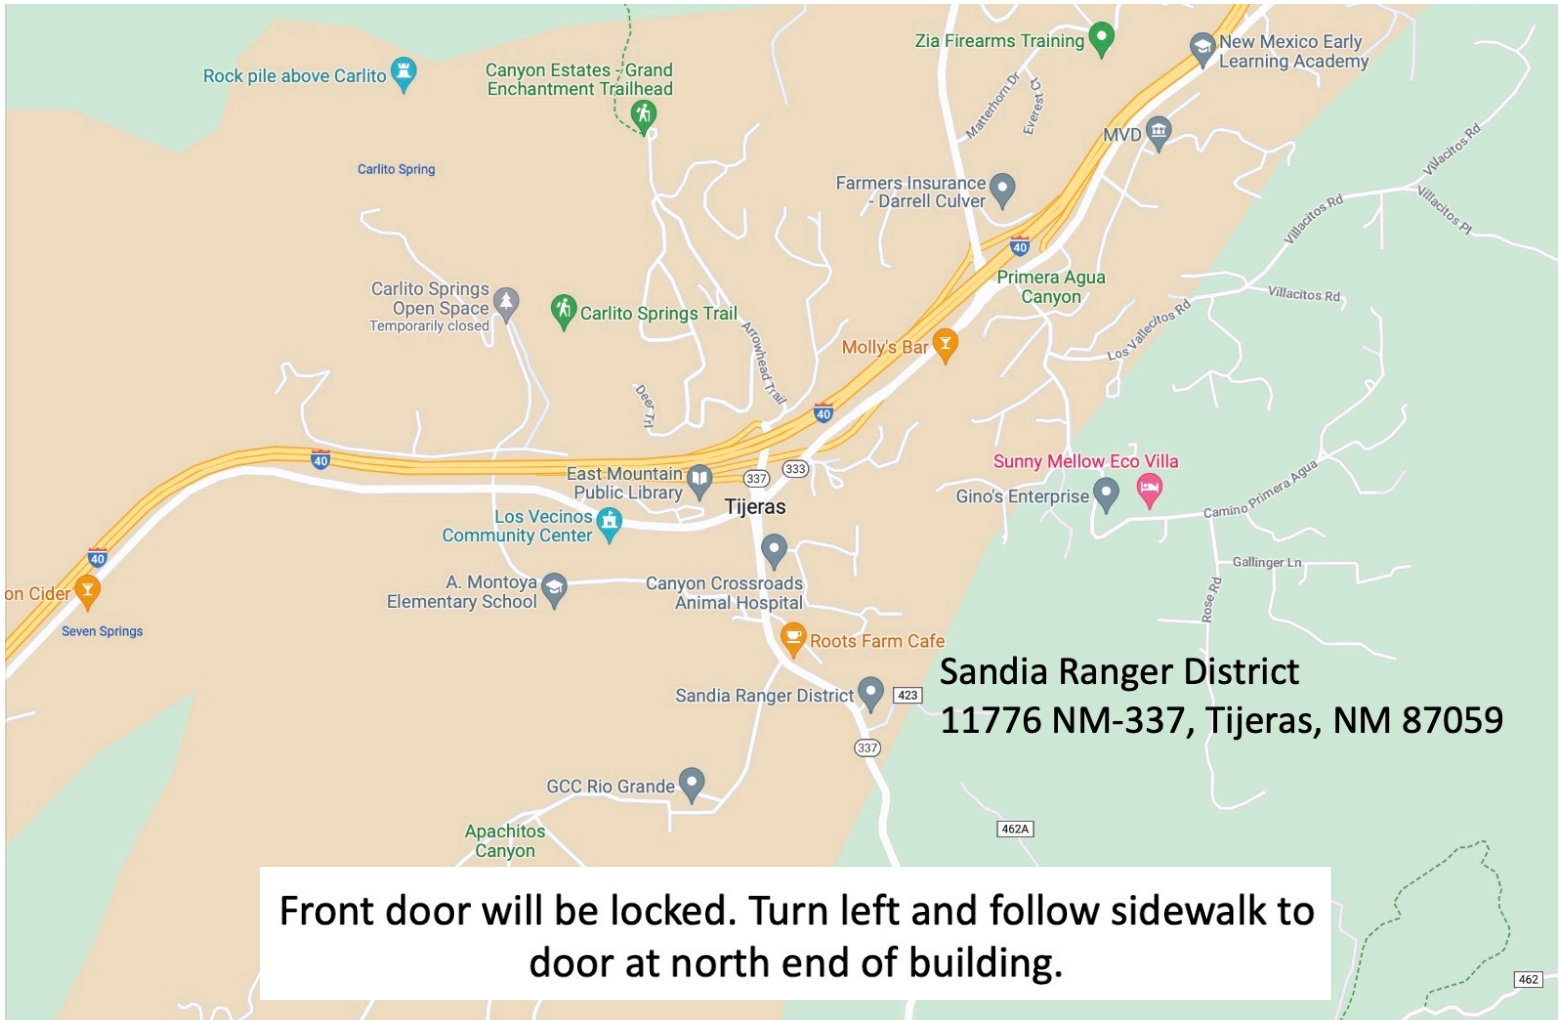 Zia Firearms Training
New Mexico Early
Learning Academy
Rock pile above Carlito
Canyon Estates - Grand
Enchantment Trailhead
Matterhorn Dr
Everest Ct
MVD
Villacitos Rd
Carlito Spring
Farmers Insurance
- Darrell Culver
Villacitos Rd
Villacitos Pl
40
Primera Agua
Canyon
Carlito Springs
Open Space
Temporarily closed
Carlito Springs Trail
Villacitos Rd
Los Vallecitos Rd
Arrowhead Trail
Molly's Bar
Deer Trl
40
40
East Mountain
Public Library
337
333
Tijeras
Sunny Mellow Eco Villa
Gino's Enterprise
Camino Primera Agua
Los Vecinos
Community Center
40
on Cider
Seven Springs
A. Montoya
Elementary School
Canyon Crossroads
Animal Hospital
Gallinger Ln
Rose Rd
Roots Farm Cafe
Sandia Ranger District
423
Sandia Ranger District
11776 NM-337, Tijeras, NM 87059
337
GCC Rio Grande
Apachitos
Canyon
462A
Front door will be locked. Turn left and follow sidewalk to
door at north end of building.
462